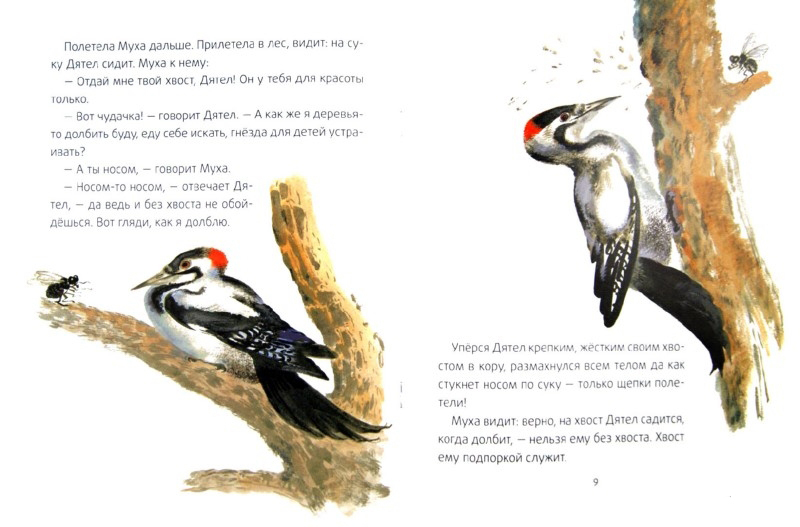 Полетела Муха дальше. Прилетела в лес, видит: на су-
ку Дятел сидит. Муха к нему:
— Отдай мне твой хвост, Дятел! Он у тебя для красоты
только.
— Вот чудачка! — говорит Дятел. — А как же я деревья-
то долбить буду, еду себе искать, гнёзда для детей устра-
ивать?
— А ты носом, — говорит Муха.
— Носом-то носом, — отвечает Дя-
тел, — да ведь и без хвоста не обой-
дёшься. Вот гляди, как я долблю.
Упёрся Дятел крепким, жёстким своим хво-
стом в кору, размахнулся всем телом да как
стукнет носом по суку — только щепки поле-
тели!
Муха видит: верно, на хвост Дятел садится,
когда долбит, — нельзя ему без хвоста. Хвост
ему подпоркой служит.
9